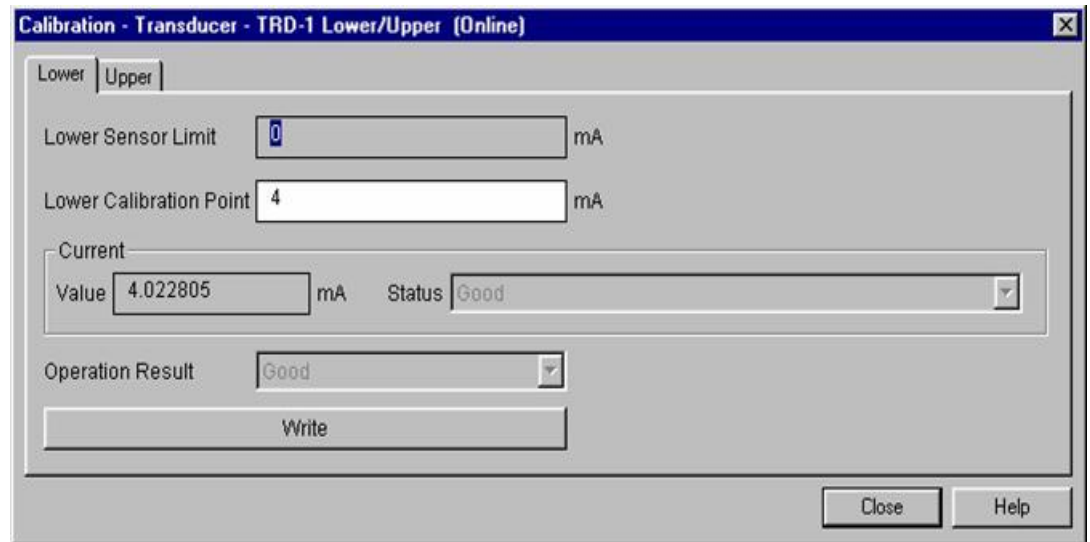 Calibration - Transducer - TRD-1 Lower/Upper (Online)
Lower Upper
Lower Sensor Limit 0 mA
Lower Calibration Point 4 mA
Current
Value 4.022805 mA Status Good
Operation Result Good
Write
Close Help